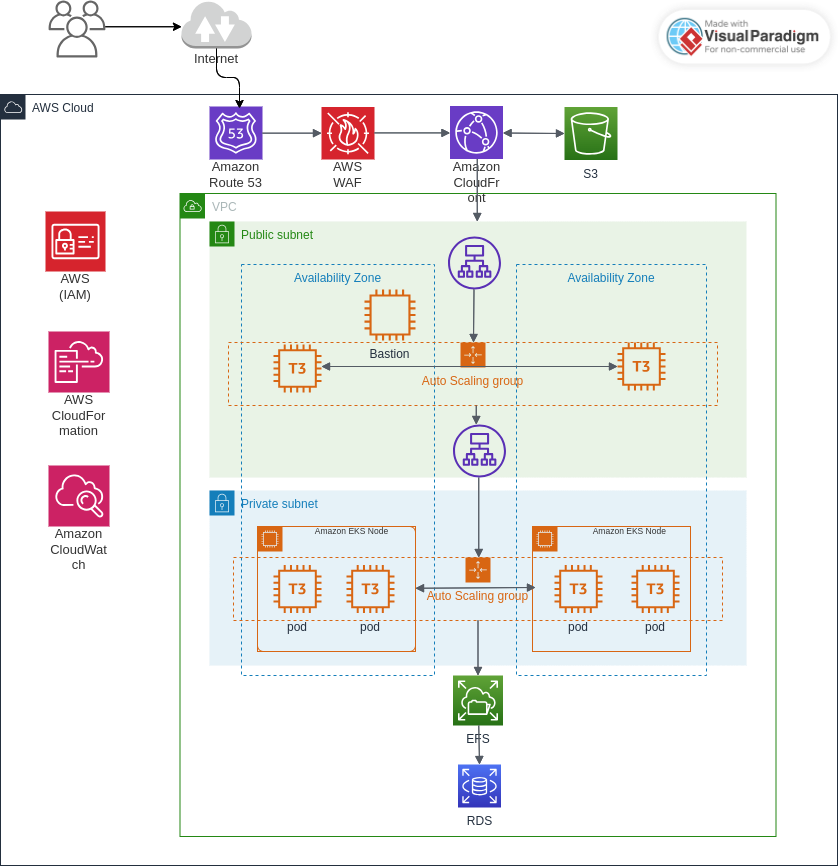 Made with
VisualParadigm
For non-commercial use
Internet
AWS Cloud
53
Amazon
Route 53
AWS
WAF
Amazon
CloudFr
ont
S3
VPC
Public subnet
AWS
(IAM)
Availability Zone
Availability Zone
Bastion
T3
T3
Auto Scaling group
AWS
CloudFor
mation
Private subnet
Amazon
CloudWat
ch
Amazon EKS Node
Amazon EKS Node
T3
T3
Auto Scaling group
T3
T3
pod
pod
pod
pod
EFS
RDS